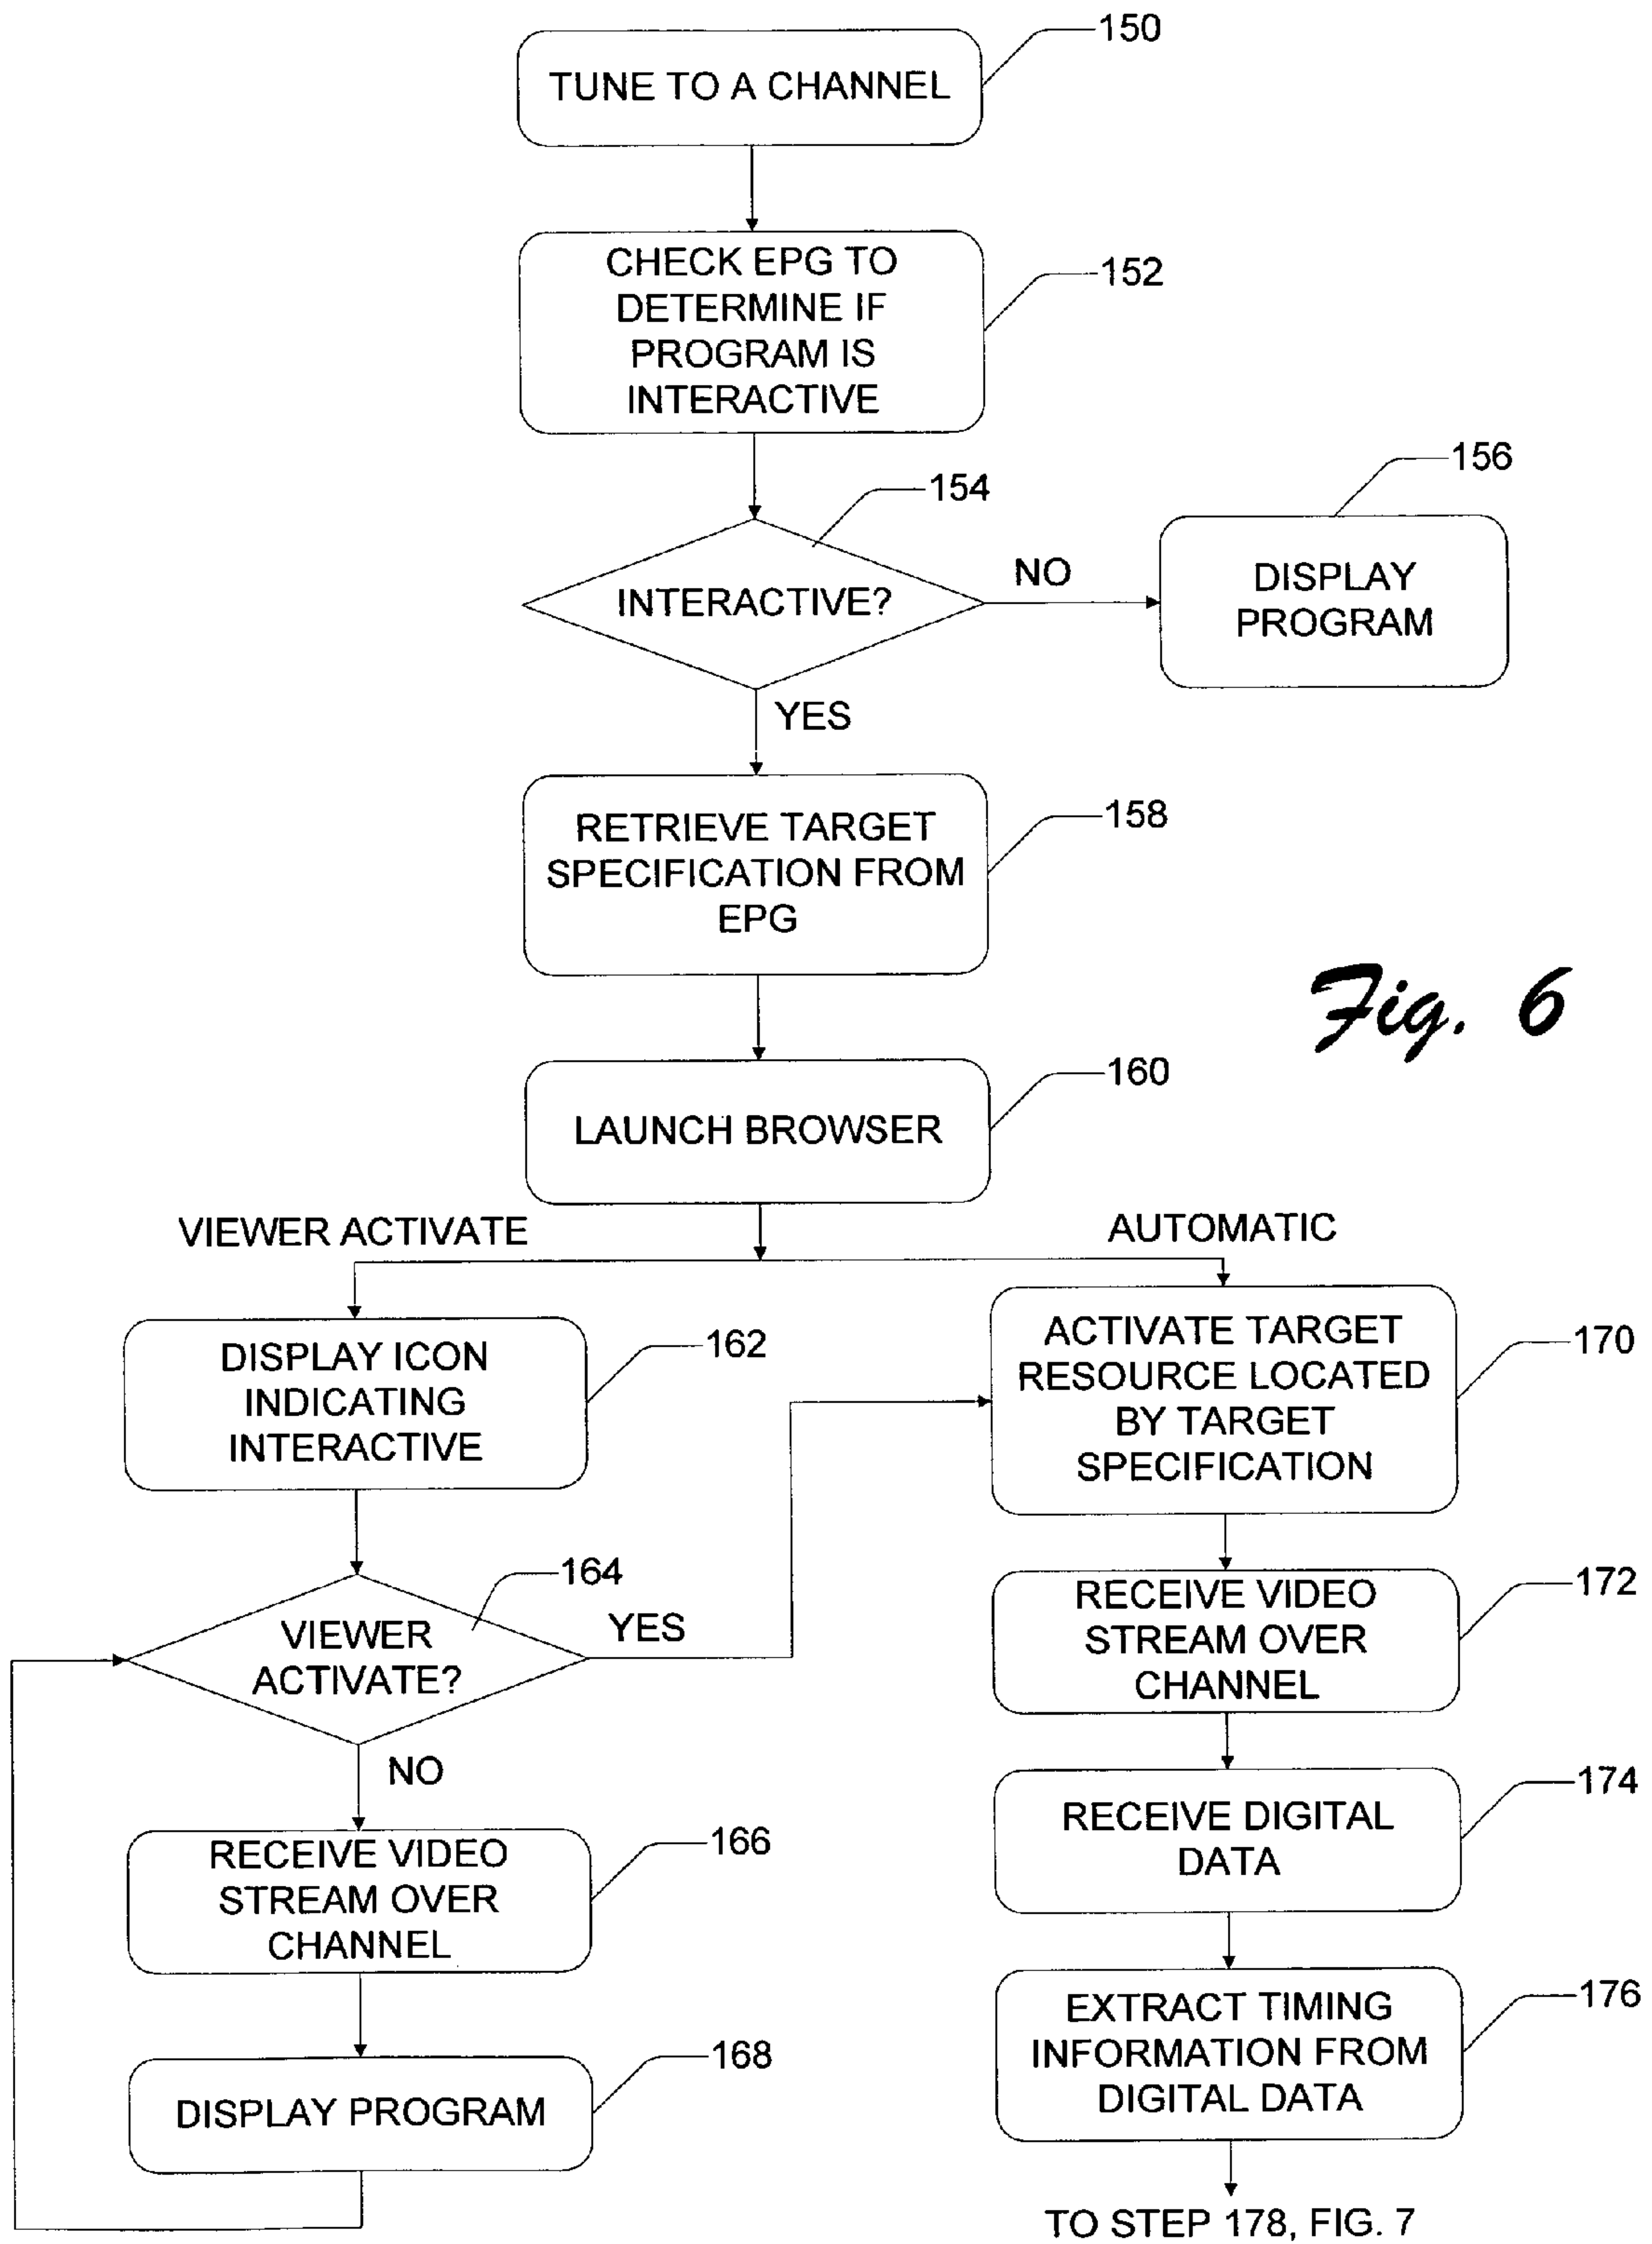 150
TUNE TO A CHANNEL
152
CHECK EPG TO
DETERMINE IF
PROGRAM IS
INTERACTIVE
154
156
INTERACTIVE?
NO
DISPLAY
PROGRAM
YES
158
RETRIEVE TARGET
SPECIFICATION FROM
EPG
Fig. 6
160
LAUNCH BROWSER
VIEWER ACTIVATE
AUTOMATIC
162
DISPLAY ICON
INDICATING
INTERACTIVE
164
VIEWER
ACTIVATE?
YES
NO
166
RECEIVE VIDEO
STREAM OVER
CHANNEL
168
DISPLAY PROGRAM
170
ACTIVATE TARGET
RESOURCE LOCATED
BY TARGET
SPECIFICATION
172
RECEIVE VIDEO
STREAM OVER
CHANNEL
174
RECEIVE DIGITAL
DATA
176
EXTRACT TIMING
INFORMATION FROM
DIGITAL DATA
TO STEP 178, FIG. 7